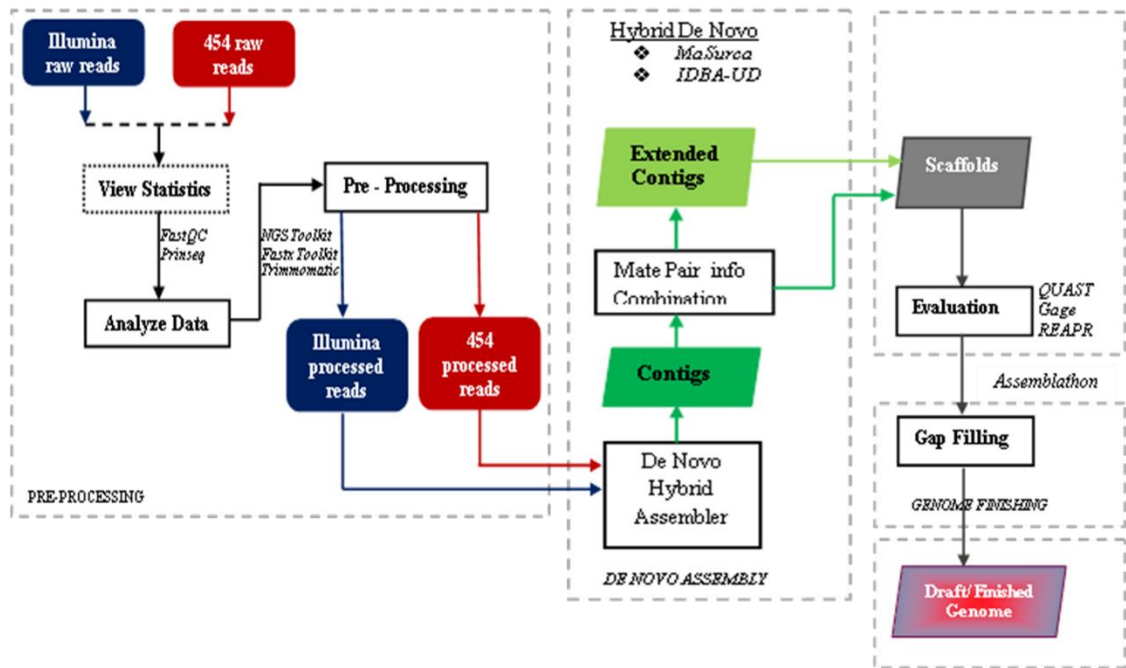 Illumina
raw reads
454 raw
reads
View Statistics
FastQC
Prinseq
Analyze Data
Pre - Processing
NGS Toolkit
Fastx Toolkit
Trimmomatic
Illumina
processed
reads
454
processed
reads
PRE-PROCESSING
Hybrid De Novo
❖ MaSurca
❖ IDBA-UD
Extended
Contigs
Mate Pair info
Combination
Contigs
De Novo
Hybrid
Assembler
DE NOVO ASSEMBLY
Scaffolds
Evaluation
QUAST
Gage
REAPR
Assemblathon
Gap Filling
GENOME FINISHING
Draft/ Finished
Genome